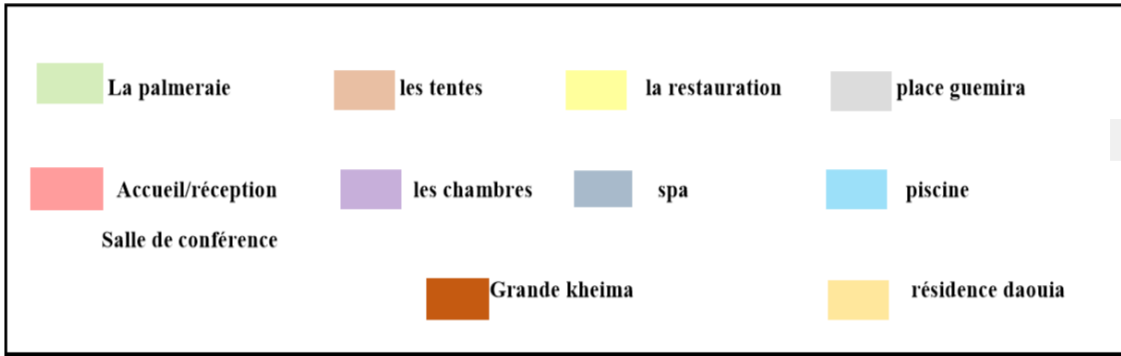 La palmeraie
les tentes
la restauration
place guemira
Accueil/réception
les chambres
spa
piscine
Salle de conférence
Grande kheima
résidence daouia